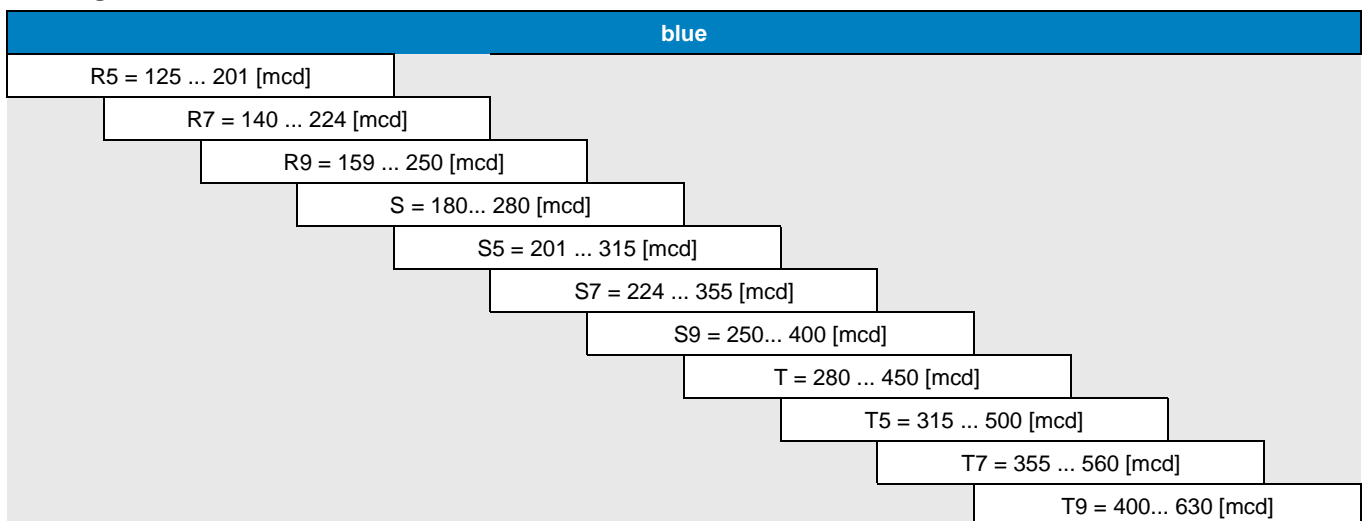 blue
R5 = 125 ... 201 [mcd]
R7 = 140 ... 224 [mcd]
R9 = 159 ... 250 [mcd]
S = 180... 280 [mcd]
S5 = 201 ... 315 [mcd]
S7 = 224 ... 355 [mcd]
S9 = 250... 400 [mcd]
T = 280 ... 450 [mcd]
T5 = 315 ... 500 [mcd]
T7 = 355 ... 560 [mcd]
T9 = 400... 630 [mcd]